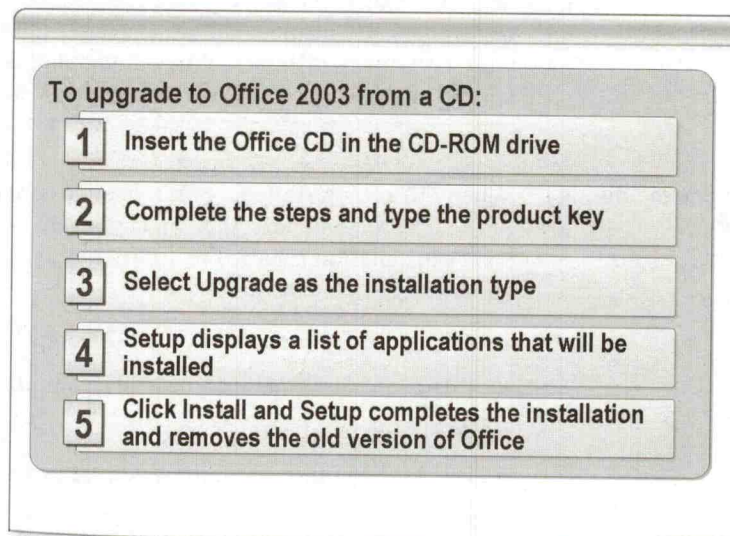 To upgrade to Office 2003 from a CD:
1 Insert the Office CD in the CD-ROM drive
2 Complete the steps and type the product key
3 Select Upgrade as the installation type
4 Setup displays a list of applications that will be
installed
5 Click Install and Setup completes the installation
and removes the old version of Office